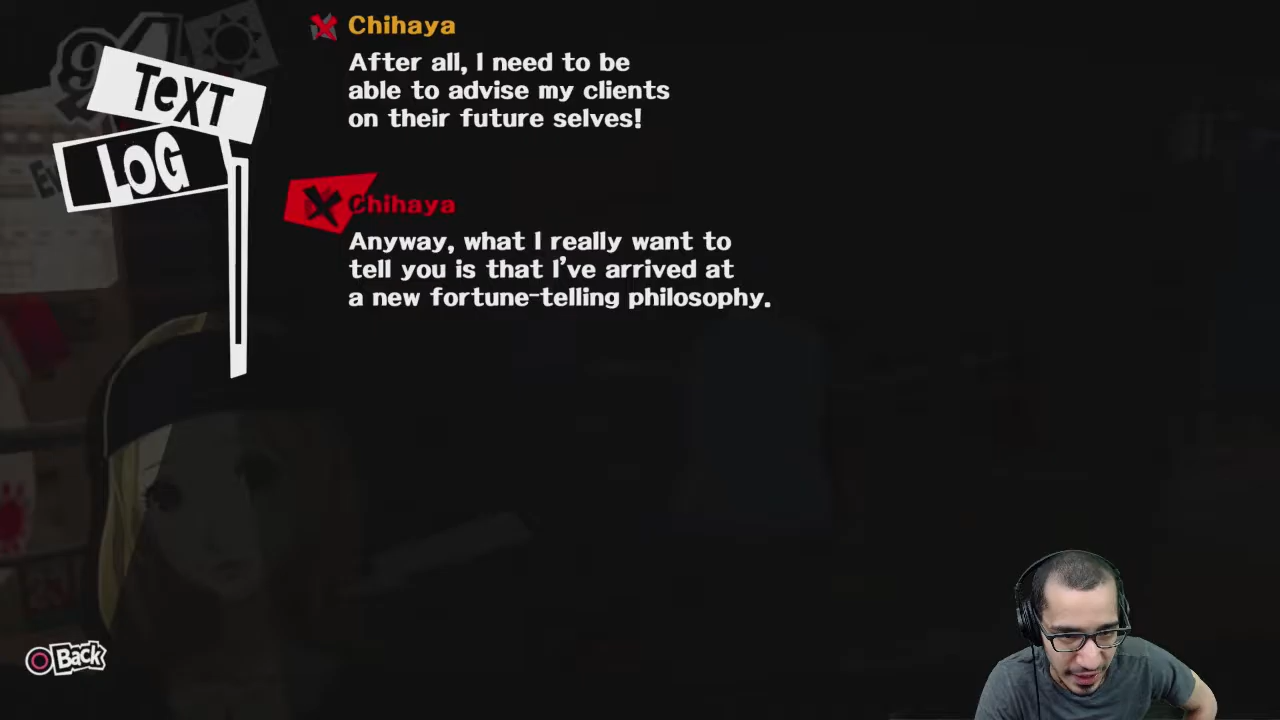 94
TeXT
LoG
Chihaya
After all, I need to be
able to advise my clients
on their future selves!
Chihaya
Anyway, what I really want to
tell you is that I've arrived at
a new fortune-telling philosophy.
Back